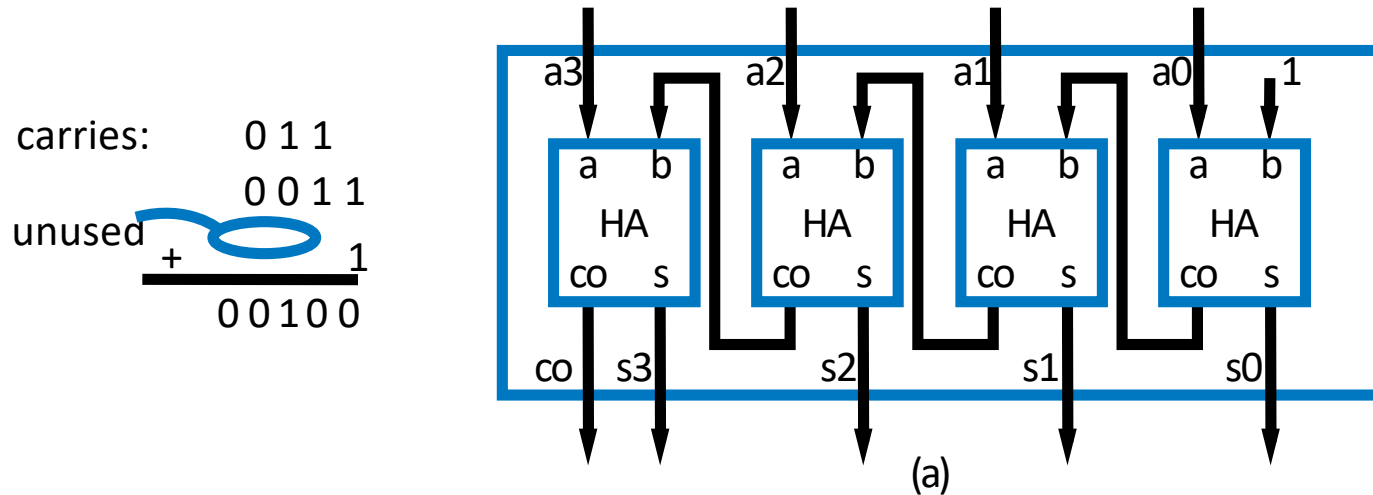 carries: 0 1 1
0 0 1 1
unused
+ 1
0 0 1 0 0
a3 a2 a1 a0 1
a b a b a b a b
HA HA HA HA
co s co s co s co s
co s3 s2 s1 s0
(a)